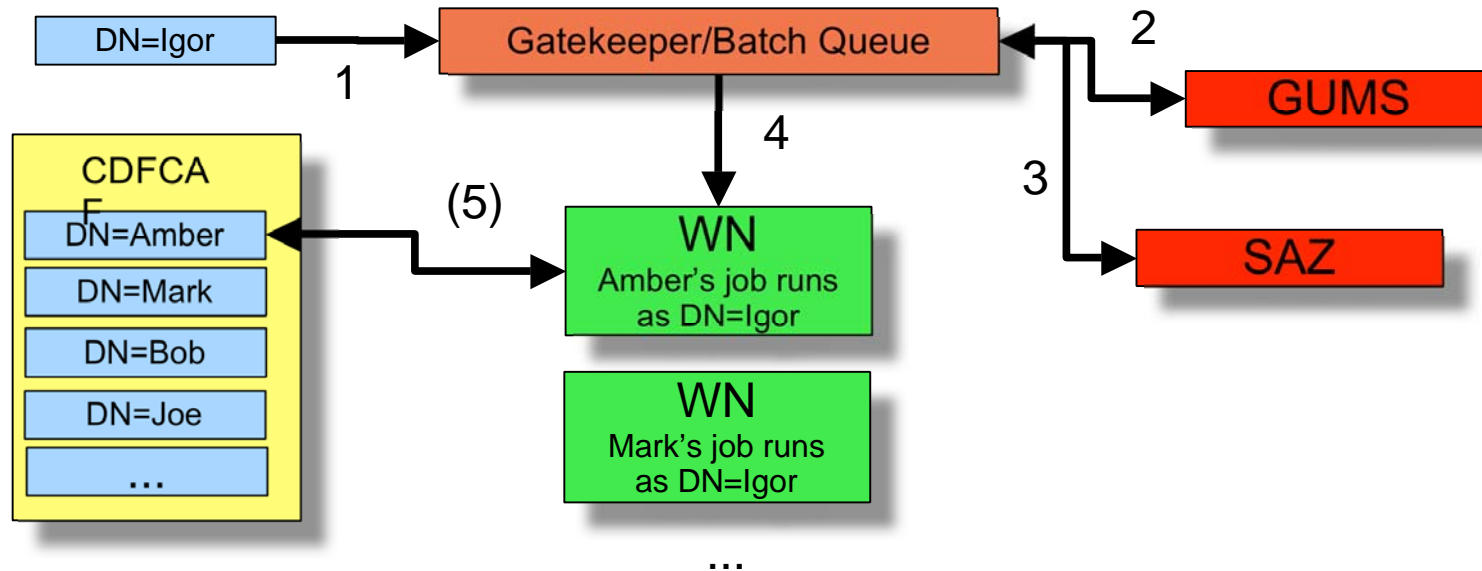 DN=Igor
Gatekeeper/Batch Queue
1
2
GUMS
3
SAZ
4
CDFCA
F
DN=Amber
DN=Mark
DN=Bob
DN=Joe
...
(5)
WN
Amber's job runs
as DN=Igor
WN
Mark's job runs
as DN=Igor
...